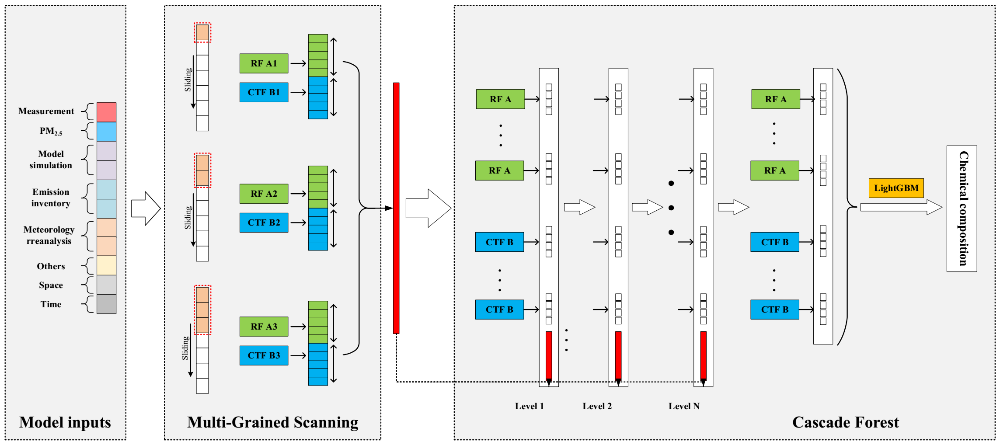 Measurement
PM2.5
Model
simulation
Emission
inventory
Meteorology
rreanalysis
Others
Space
Time
Model inputs
Sliding
RF A1
CTF B1
Sliding
RF A2
CTF B2
Sliding
RF A3
CTF B3
Multi-Grained Scanning
RF A
RF A
CTF B
CTF B
Level 1
Level 2
Level N
RF A
RF A
CTF B
CTF B
LightGBM
Chemical composition
Cascade Forest